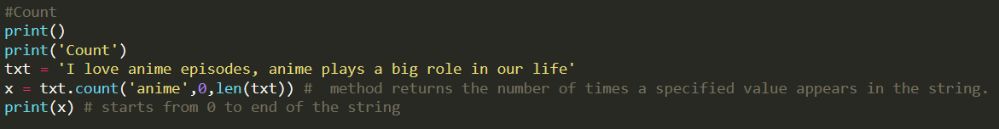 #Count
print()
print('Count')
txt = 'I love anime episodes, anime plays a big role in our life'
x = txt.count('anime',0,len(txt)) #  method returns the number of times a specified value appears in the string.
print(x) # starts from 0 to end of the string